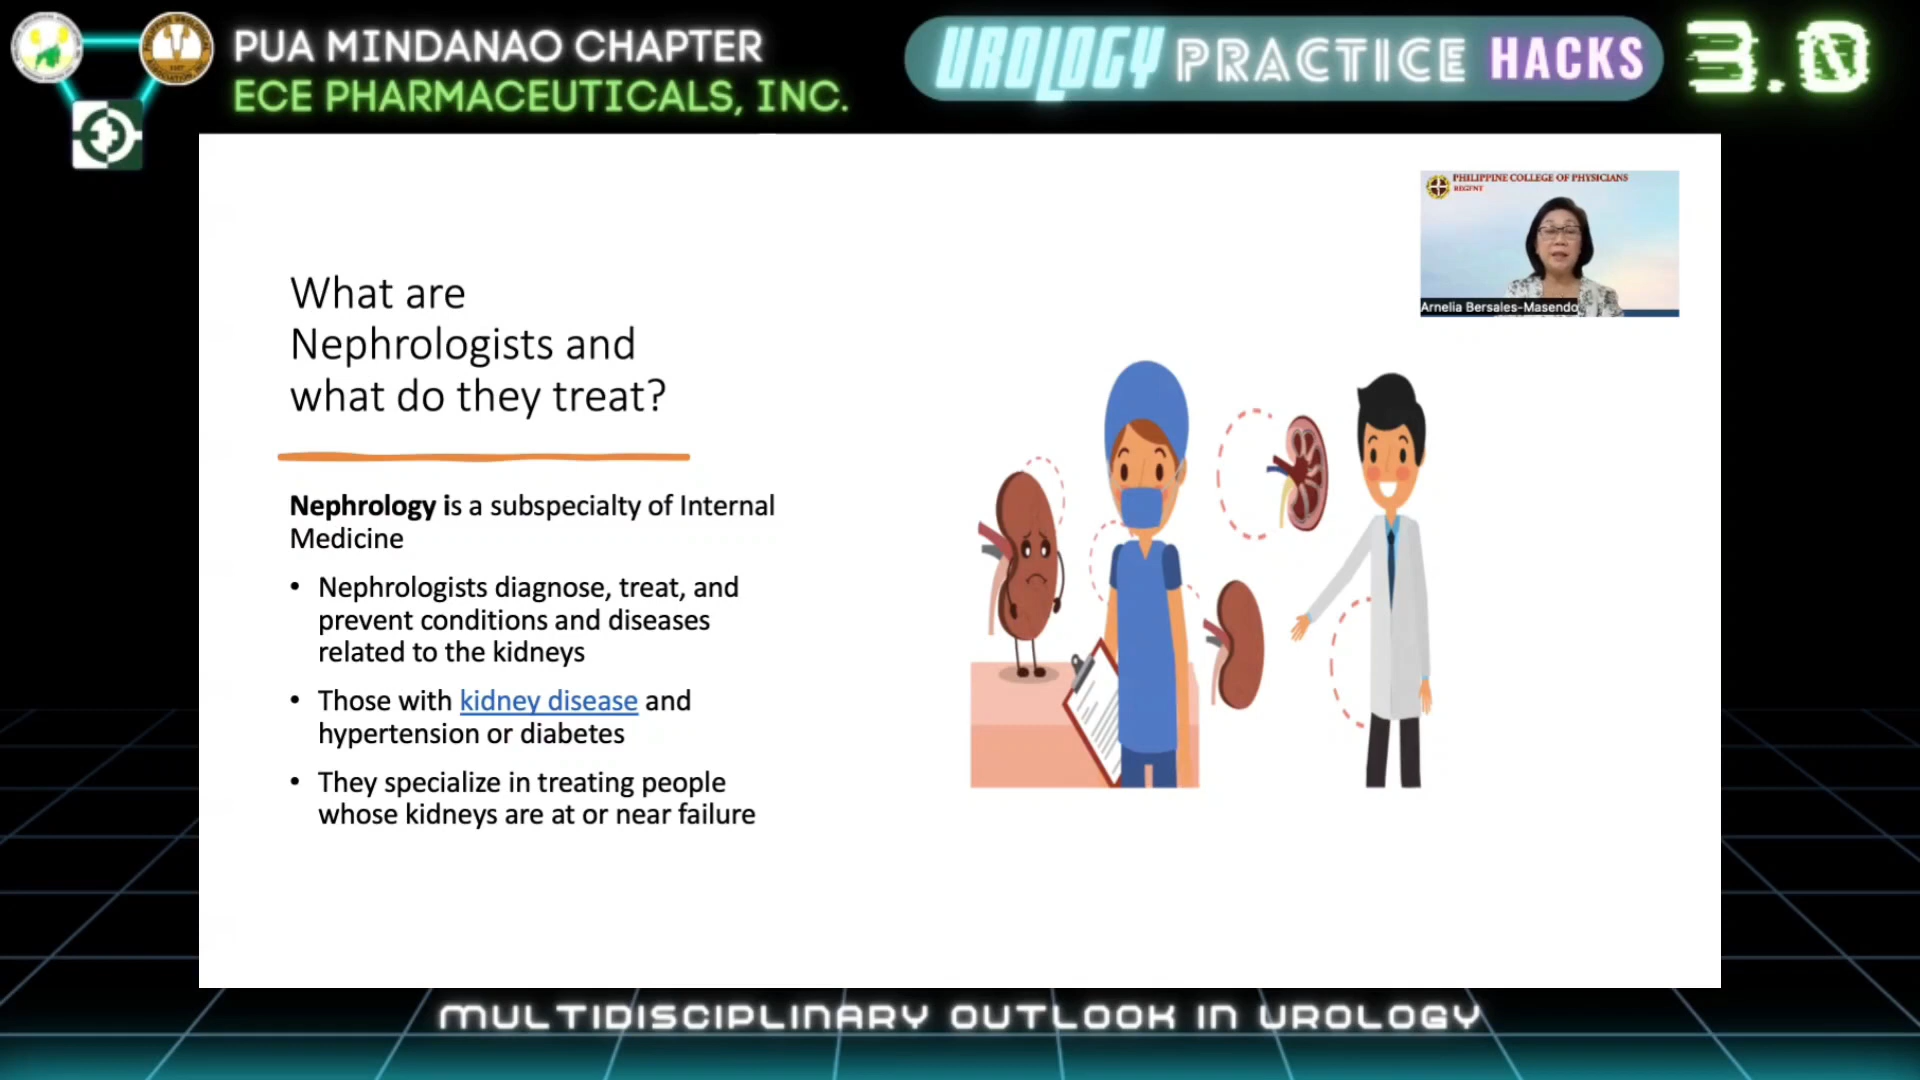 PUA MINDANAO CHAPTER
ECE PHARMACEUTICALS, INC.
UROLOGY PRACTICE HACKS 3.0
PHILIPPINE COLLEGE OF PHYSICIANS
REGENT
Arnelia Bersales-Masendo
What are
Nephrologists and
what do they treat?
Nephrology is a subspecialty of Internal
Medicine
• Nephrologists diagnose, treat, and
prevent conditions and diseases
related to the kidneys
• Those with kidney disease and
hypertension or diabetes
• They specialize in treating people
whose kidneys are at or near failure
MULTIDISCIPLINARY OUTLOOK IN UROLOGY